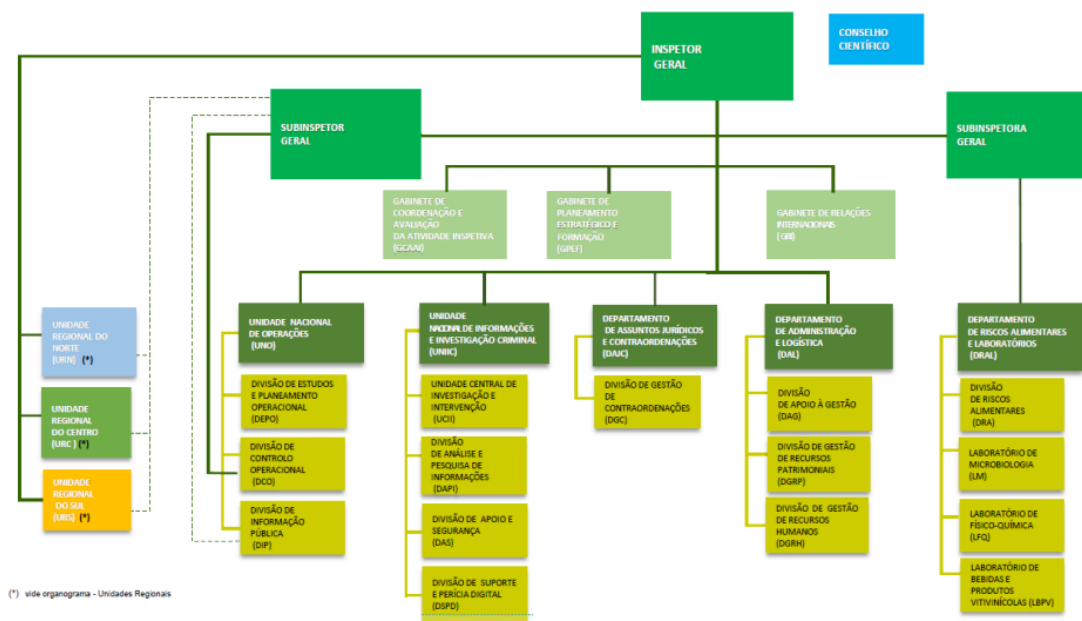 INSPETOR
GERAL
CONSELHO
CIENTÍFICO
SUBINSPETOR
GERAL
SUBINSPETORA
GERAL
GABINETE DE
COORDENAÇÃO E
AVALIAÇÃO
DA ATIVIDADE INSPETIVA
(GCAAI)
GABINETE DE
PLANEAMENTO
ESTRATÉGICO E
FORMAÇÃO
(GPEF)
GABINETE DE RELAÇÕES
INTERNACIONAIS
(GRI)
UNIDADE
REGIONAL DO
NORTE
(URN) (*)
UNIDADE
REGIONAL
DO CENTRO
(URC ) (*)
UNIDADE
REGIONAL
DO SUL
(URS) (*)
UNIDADE NACIONAL
DE OPERAÇÕES
(UNO)
DIVISÃO DE ESTUDOS
E PLANEAMENTO
OPERACIONAL
(DEPO)
DIVISÃO DE
CONTROLO
OPERACIONAL
(DCO)
DIVISÃO DE
INFORMAÇÃO
PÚBLICA
(DIP)
UNIDADE
NACIONAL DE INFORMAÇÕES
E INVESTIGAÇÃO CRIMINAL
(UNIIC)
UNIDADE CENTRAL DE
INVESTIGAÇÃO E
INTERVENÇÃO
(UCII)
DIVISÃO
DE ANÁLISE E
PESQUISA DE
INFORMAÇÕES
(DAPI)
DIVISÃO DE APOIO E
SEGURANÇA
(DAS)
DIVISÃO DE SUPORTE
E PERÍCIA DIGITAL
(DSPD)
DEPARTAMENTO
DE ASSUNTOS JURÍDICOS
E CONTRAORDENAÇÕES
(DAJC)
DIVISÃO DE GESTÃO
DE
CONTRAORDENAÇÕES
(DGC)
DEPARTAMENTO
DE ADMINISTRAÇÃO
E LOGÍSTICA
(DAL)
DIVISÃO
DE APOIO À GESTÃO
(DAG)
DIVISÃO DE GESTÃO
DE RECURSOS
PATRIMONIAIS
(DGRP)
DIVISÃO DE GESTÃO
DE RECURSOS
HUMANOS
(DGRH)
DEPARTAMENTO
DE RISCOS ALIMENTARES
E LABORATÓRIOS
(DRAL)
DIVISÃO
DE RISCOS
ALIMENTARES
(DRA)
LABORATÓRIO DE
MICROBIOLOGIA
(LM)
LABORATÓRIO DE
FÍSICO-QUÍMICA
(LFQ)
LABORATÓRIO DE
BEBIDAS E
PRODUTOS
VITIVINÍCOLAS (LBPV)
(*) vide organograma - Unidades Regionais